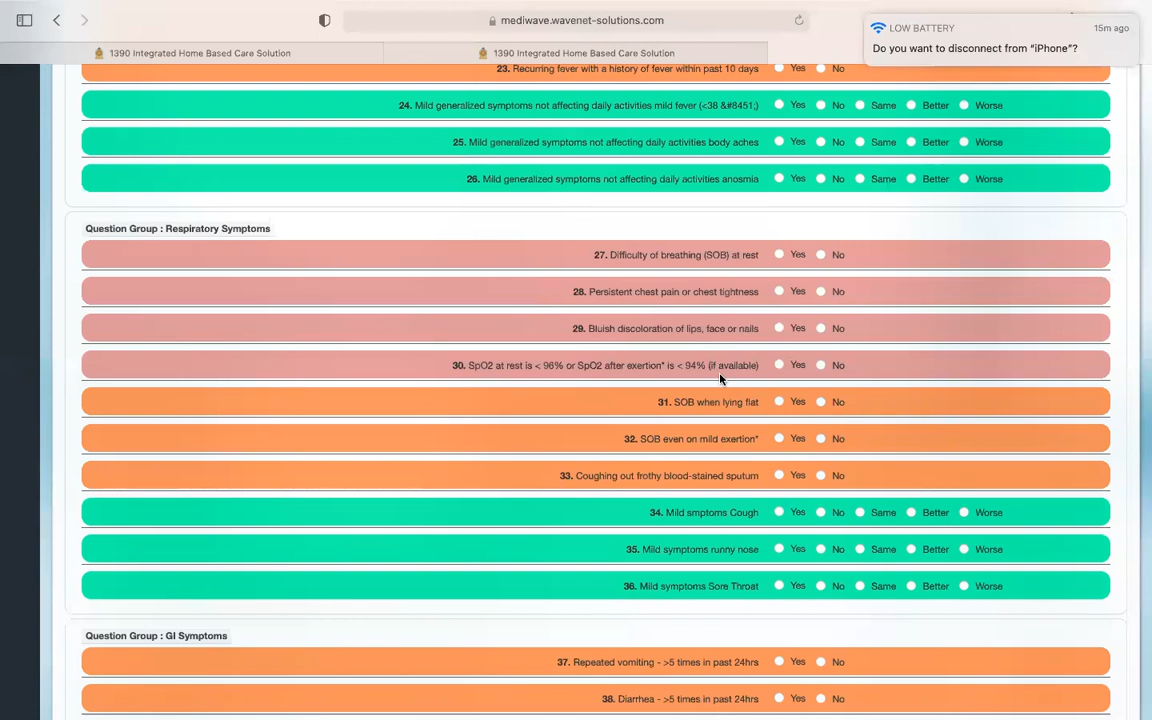 mediwave.wavenet-solutions.com
LOW BATTERY 15m ago
Do you want to disconnect from “iPhone”?
1390 Integrated Home Based Care Solution 1390 Integrated Home Based Care Solution
23. Recurring fever with a history of fever within past 10 days Yes No
24. Mild generalized symptoms not affecting daily activities mild fever (<38 &#8451;) Yes No Same Better Worse
25. Mild generalized symptoms not affecting daily activities body aches Yes No Same Better Worse
26. Mild generalized symptoms not affecting daily activities anosmia Yes No Same Better Worse
Question Group : Respiratory Symptoms
27. Difficulty of breathing (SOB) at rest Yes No
28. Persistent chest pain or chest tightness Yes No
29. Bluish discoloration of lips, face or nails Yes No
30. SpO2 at rest is < 96% or SpO2 after exertion* is < 94% (if available) Yes No
31. SOB when lying flat Yes No
32. SOB even on mild exertion* Yes No
33. Coughing out frothy blood-stained sputum Yes No
34. Mild smptoms Cough Yes No Same Better Worse
35. Mild symptoms runny nose Yes No Same Better Worse
36. Mild symptoms Sore Throat Yes No Same Better Worse
Question Group : GI Symptoms
37. Repeated vomiting - >5 times in past 24hrs Yes No
38. Diarrhea - >5 times in past 24hrs Yes No